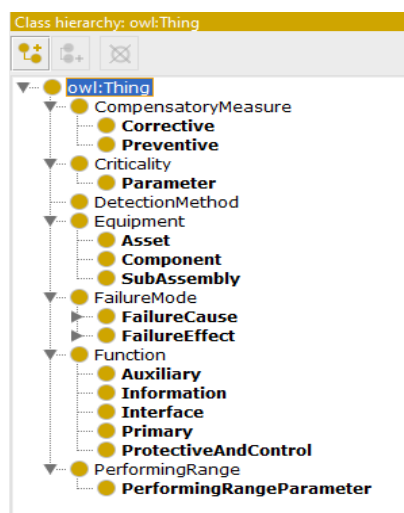 Class hierarchy: owl:Thing
owl:Thing
CompensatoryMeasure
Corrective
Preventive
Criticality
Parameter
DetectionMethod
Equipment
Asset
Component
SubAssembly
FailureMode
FailureCause
FailureEffect
Function
Auxiliary
Information
Interface
Primary
ProtectiveAndControl
PerformingRange
PerformingRangeParameter